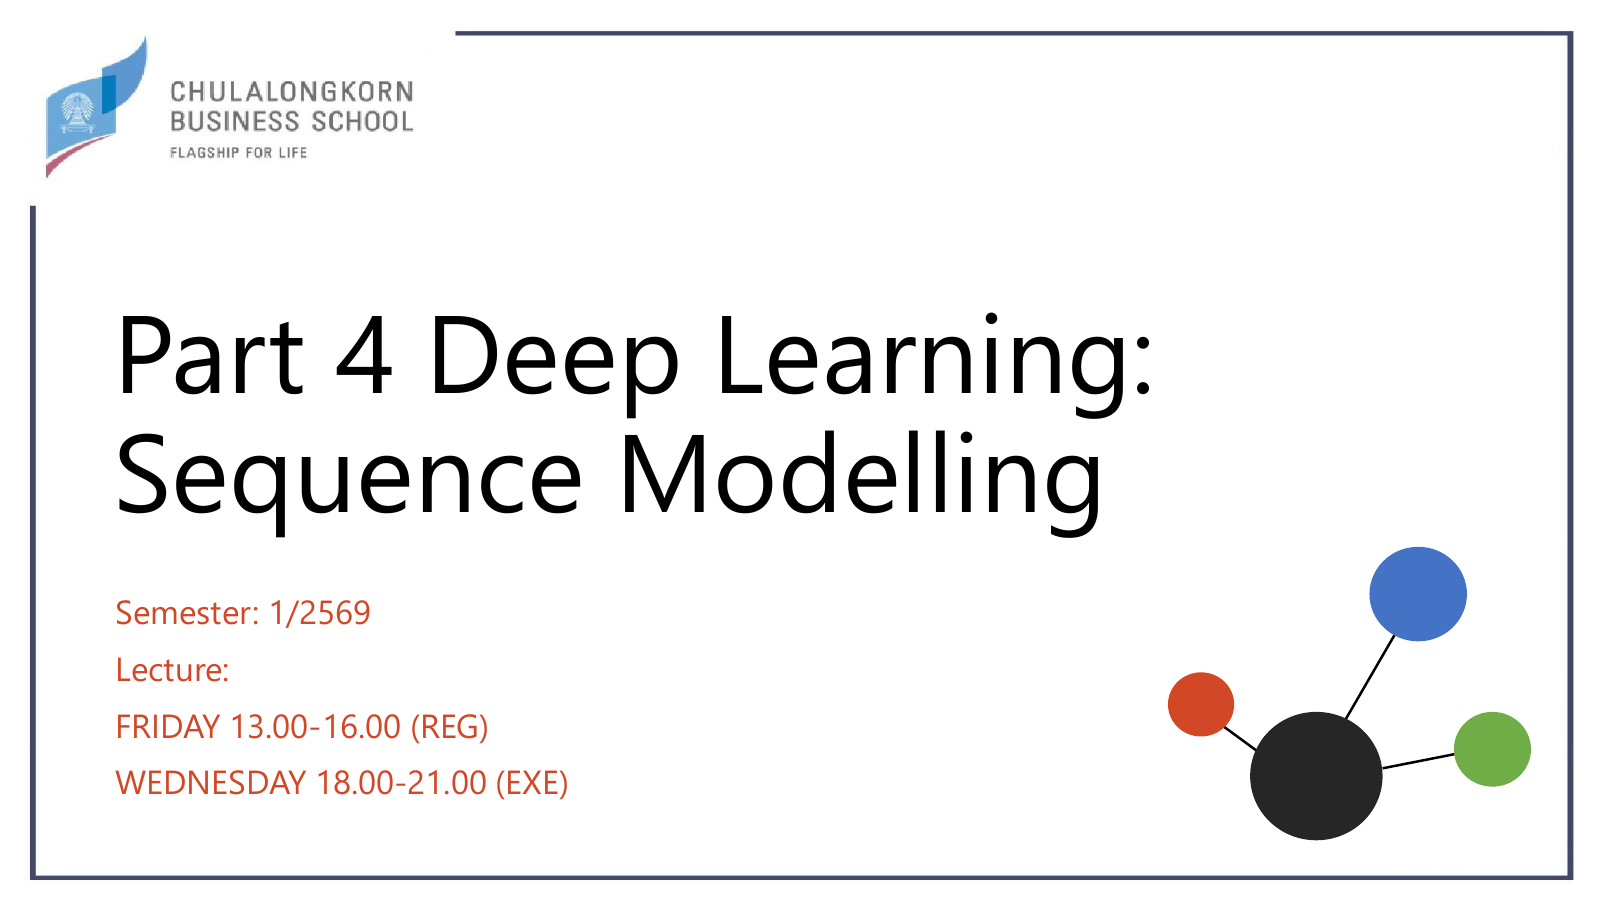 CHULALONGKORN
BUSINESS SCHOOL
FLAGSHIP FOR LIFE
Part 4 Deep Learning:
Sequence Modelling
Semester: 1/2569
Lecture:
FRIDAY 13.00-16.00 (REG)
WEDNESDAY 18.00-21.00 (EXE)